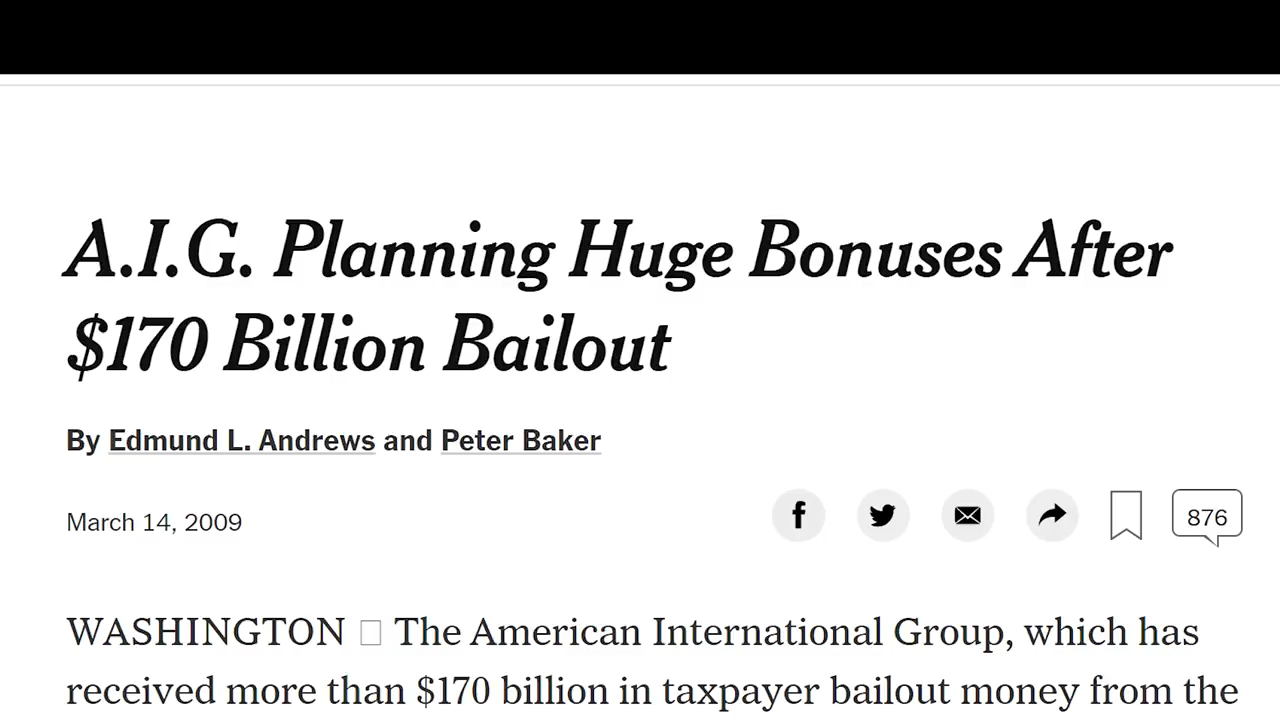 A.I.G. Planning Huge Bonuses After
$170 Billion Bailout
By Edmund L. Andrews and Peter Baker
March 14, 2009
876
WASHINGTON □ The American International Group, which has
received more than $170 billion in taxpayer bailout money from the